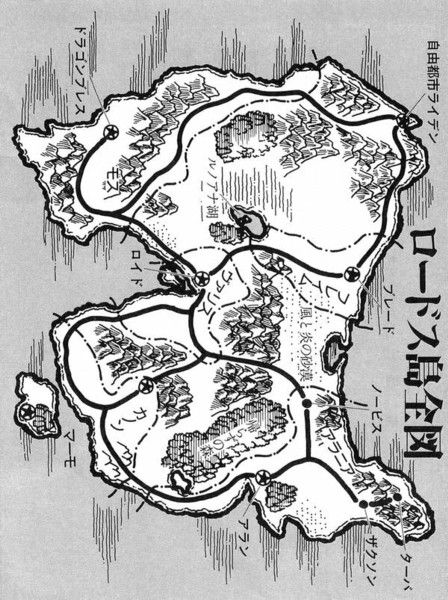 ロードス島全図
自由都市ライデン
ドラゴンブレス
モス
ルノアナ湖
ロイド
ヴァリス
フレイム
風と炎の砂漠
ブレード
ノービス
アラニア
ターバ
ザクソン
アラン
カノン
マーモ